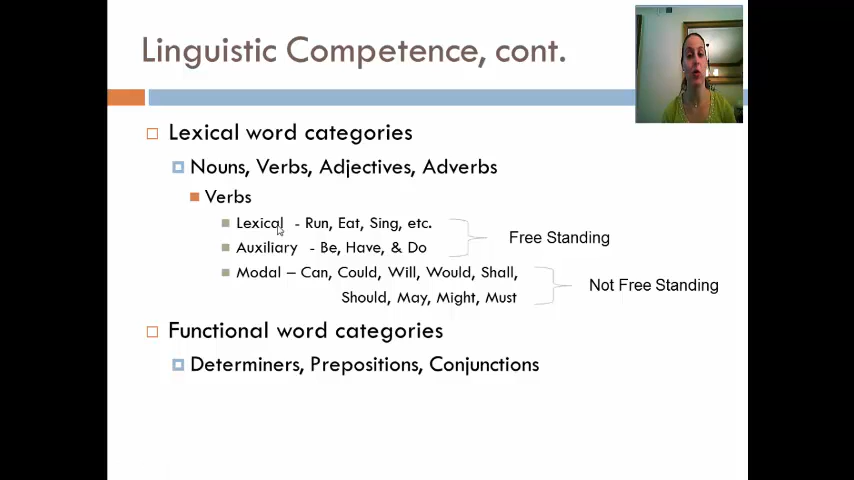 Linguistic Competence, cont.
Lexical word categories
Nouns, Verbs, Adjectives, Adverbs
Verbs
Lexical - Run, Eat, Sing, etc.
Auxiliary - Be, Have, & Do
Free Standing
Modal – Can, Could, Will, Would, Shall,
Should, May, Might, Must
Not Free Standing
Functional word categories
Determiners, Prepositions, Conjunctions